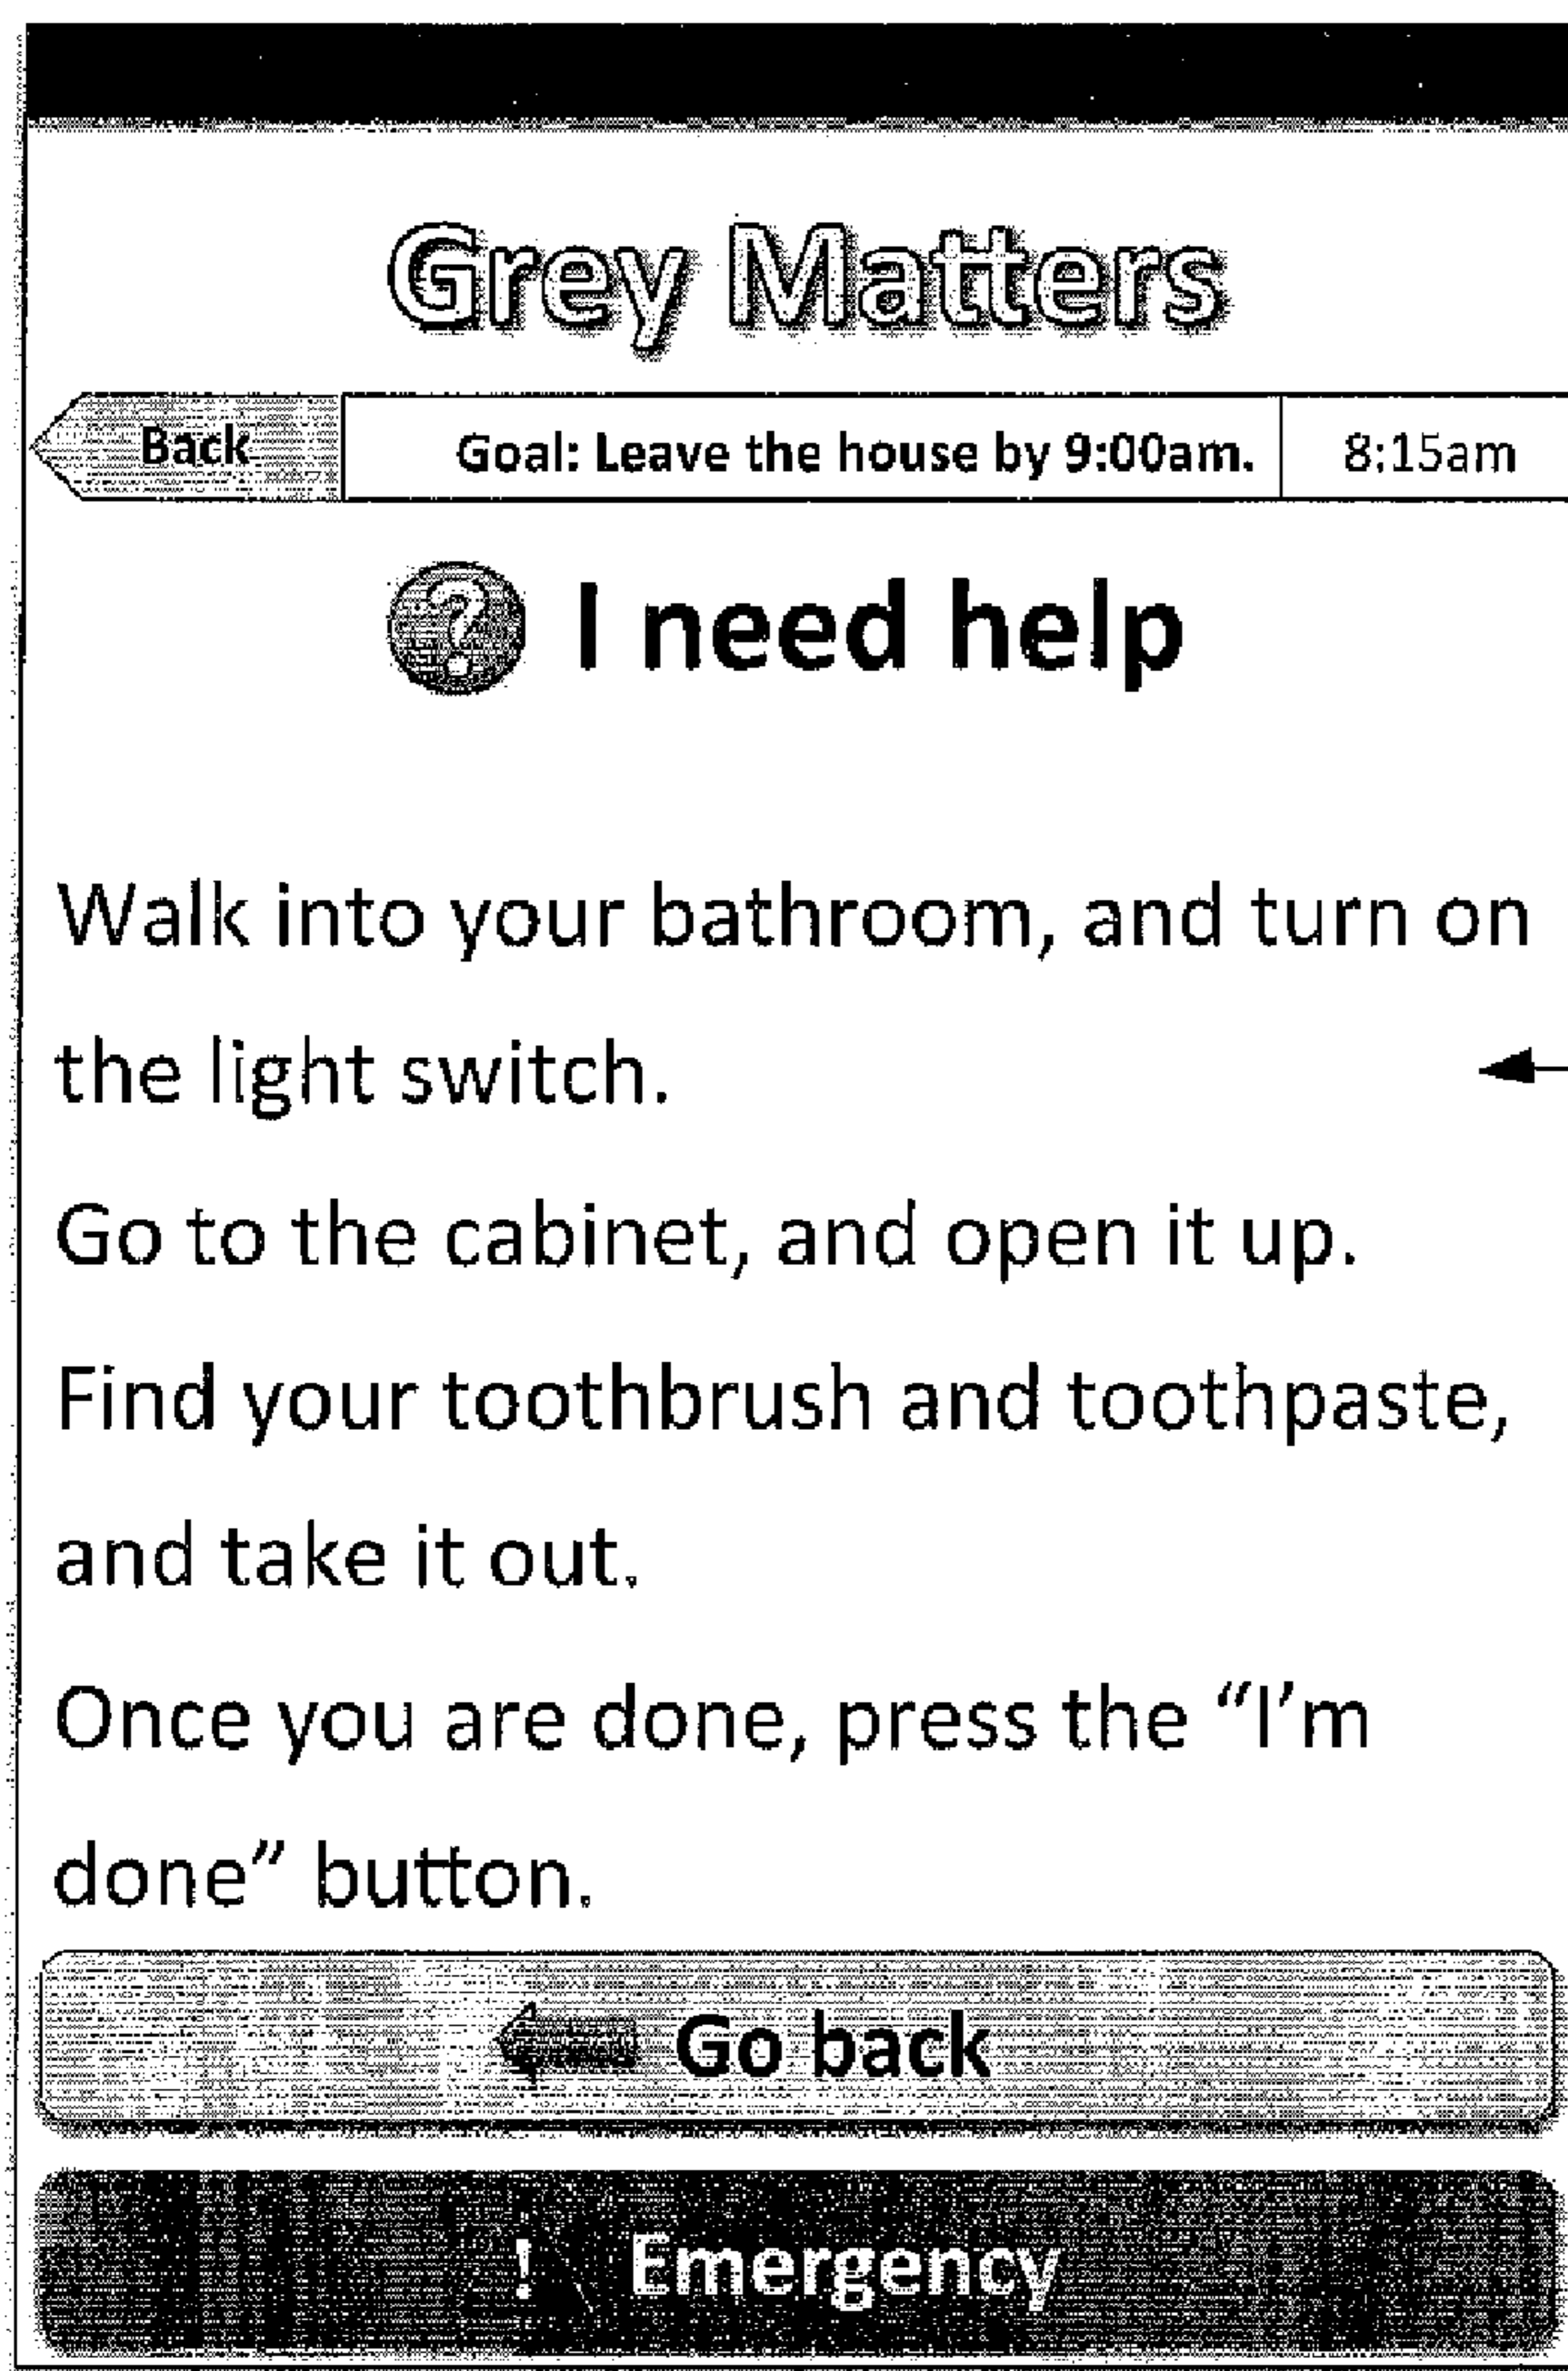 Grey Matters
Back Goal: Leave the house by 9:00am. 8:15am
? I need help
Walk into your bathroom, and turn on
the light switch.
Go to the cabinet, and open it up.
Find your toothbrush and toothpaste,
and take it out.
Once you are done, press the “I’m
done” button.
Go back
! Emergency